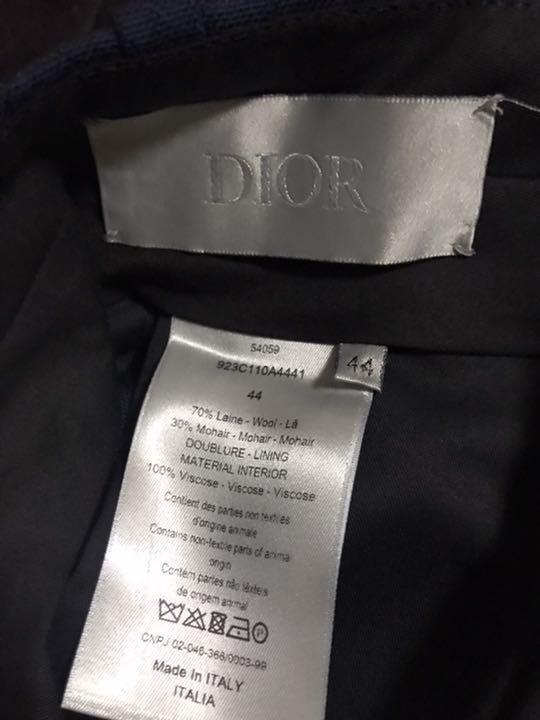 DIOR
54059
923C110A4441
44
44
70% Laine - Wool - Lã
30% Mohair - Mohair - Mohair
DOUBLURE - LINING
MATERIAL INTERIOR
100% Viscose - Viscose - Viscose
Contient des parties non textiles
d'origine animale
Contains non-textile parts of animal
origin
Contém partes não têxteis
de origem animal
CNPJ 02-046-366/0003-99
Made In ITALY
ITALIA